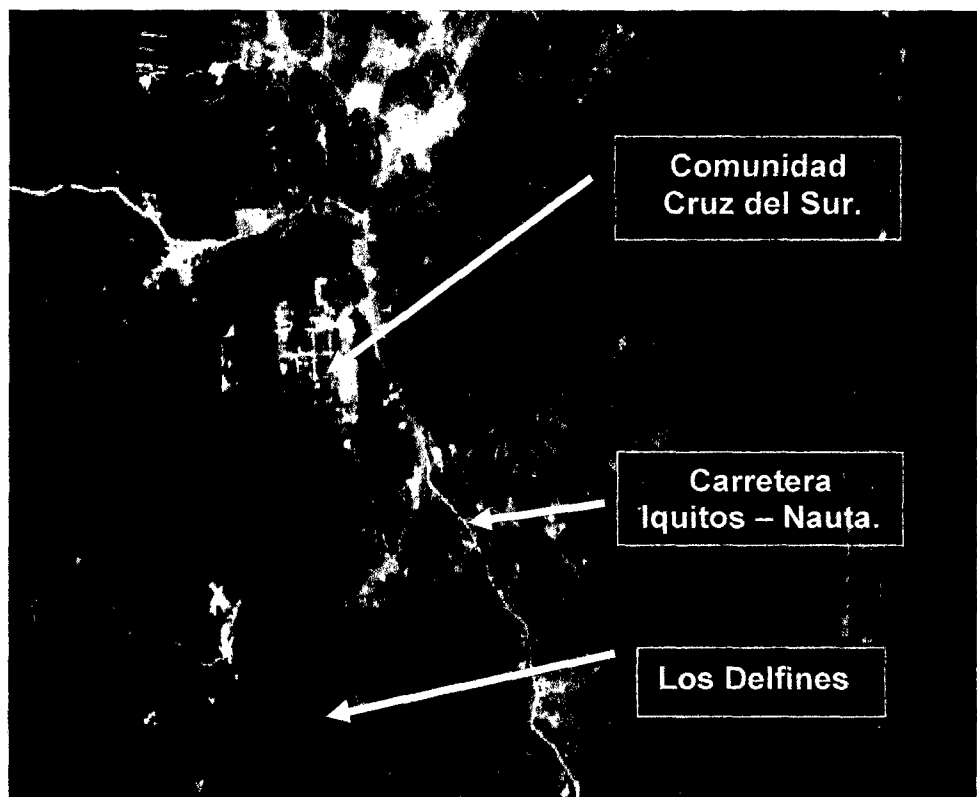 Comunidad
Cruz del Sur.
Carretera
Iquitos – Nauta.
Los Delfines